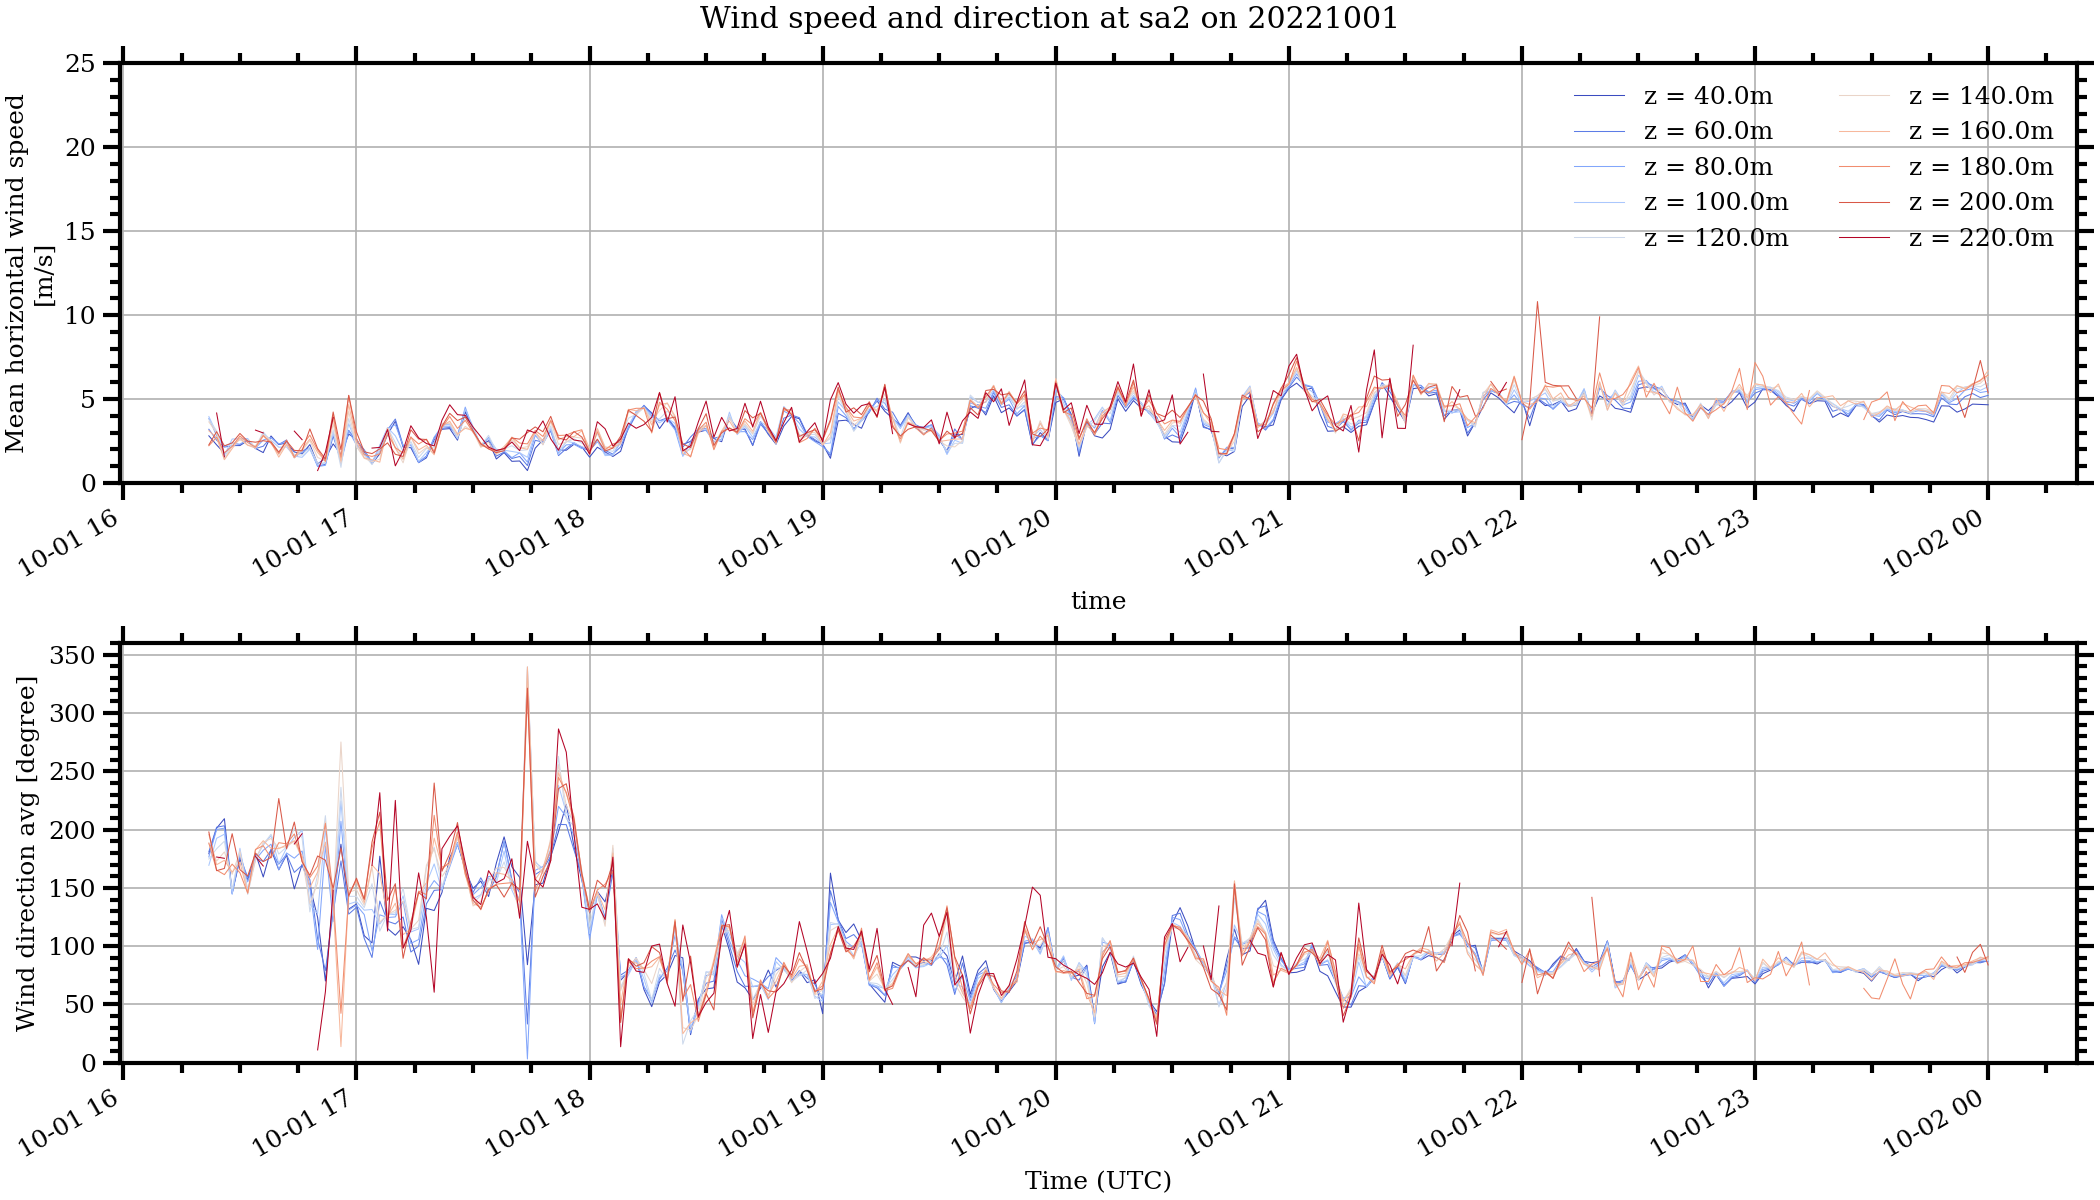 Wind speed and direction at sa2 on 20221001
Mean horizontal wind speed
[m/s]
25
20
15
10
5
0
z = 40.0m
z = 60.0m
z = 80.0m
z = 100.0m
z = 120.0m
z = 140.0m
z = 160.0m
z = 180.0m
z = 200.0m
z = 220.0m
10-01 16
10-01 17
10-01 18
10-01 19
10-01 20
10-01 21
10-01 22
10-01 23
10-02 00
time
Wind direction avg [degree]
350
300
250
200
150
100
50
0
10-01 16
10-01 17
10-01 18
10-01 19
10-01 20
10-01 21
10-01 22
10-01 23
10-02 00
Time (UTC)